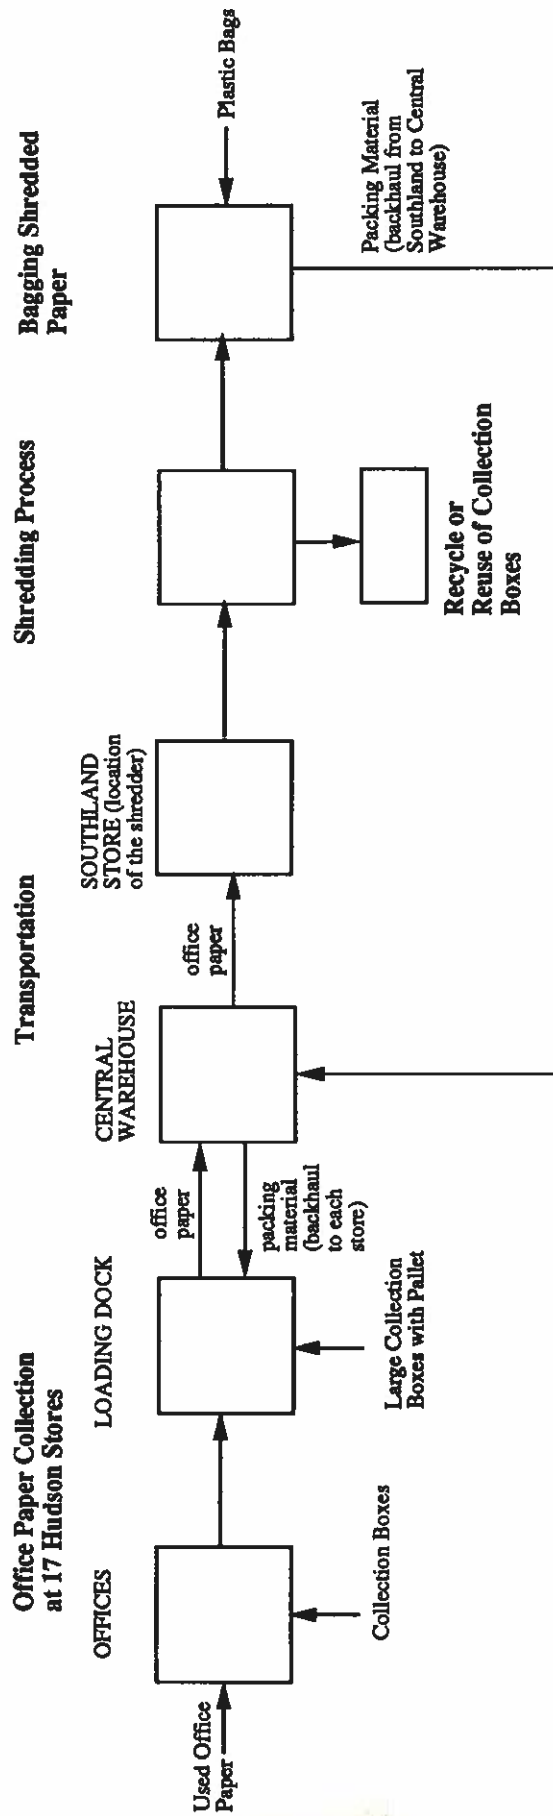 Office Paper Collection
at 17 Hudson Stores
Transportation
Shredding Process
Bagging Shredded
Paper
OFFICES
LOADING DOCK
CENTRAL
WAREHOUSE
SOUTHLAND
STORE (location
of the shredder)
Used Office
Paper
office
paper
office
paper
Plastic Bags
packing
material
(backhaul
to each
store)
Collection Boxes
Large Collection
Boxes with Pallet
Recycle or
Reuse of Collection
Boxes
Packing Material
(backhaul from
Southland to Central
Warehouse)